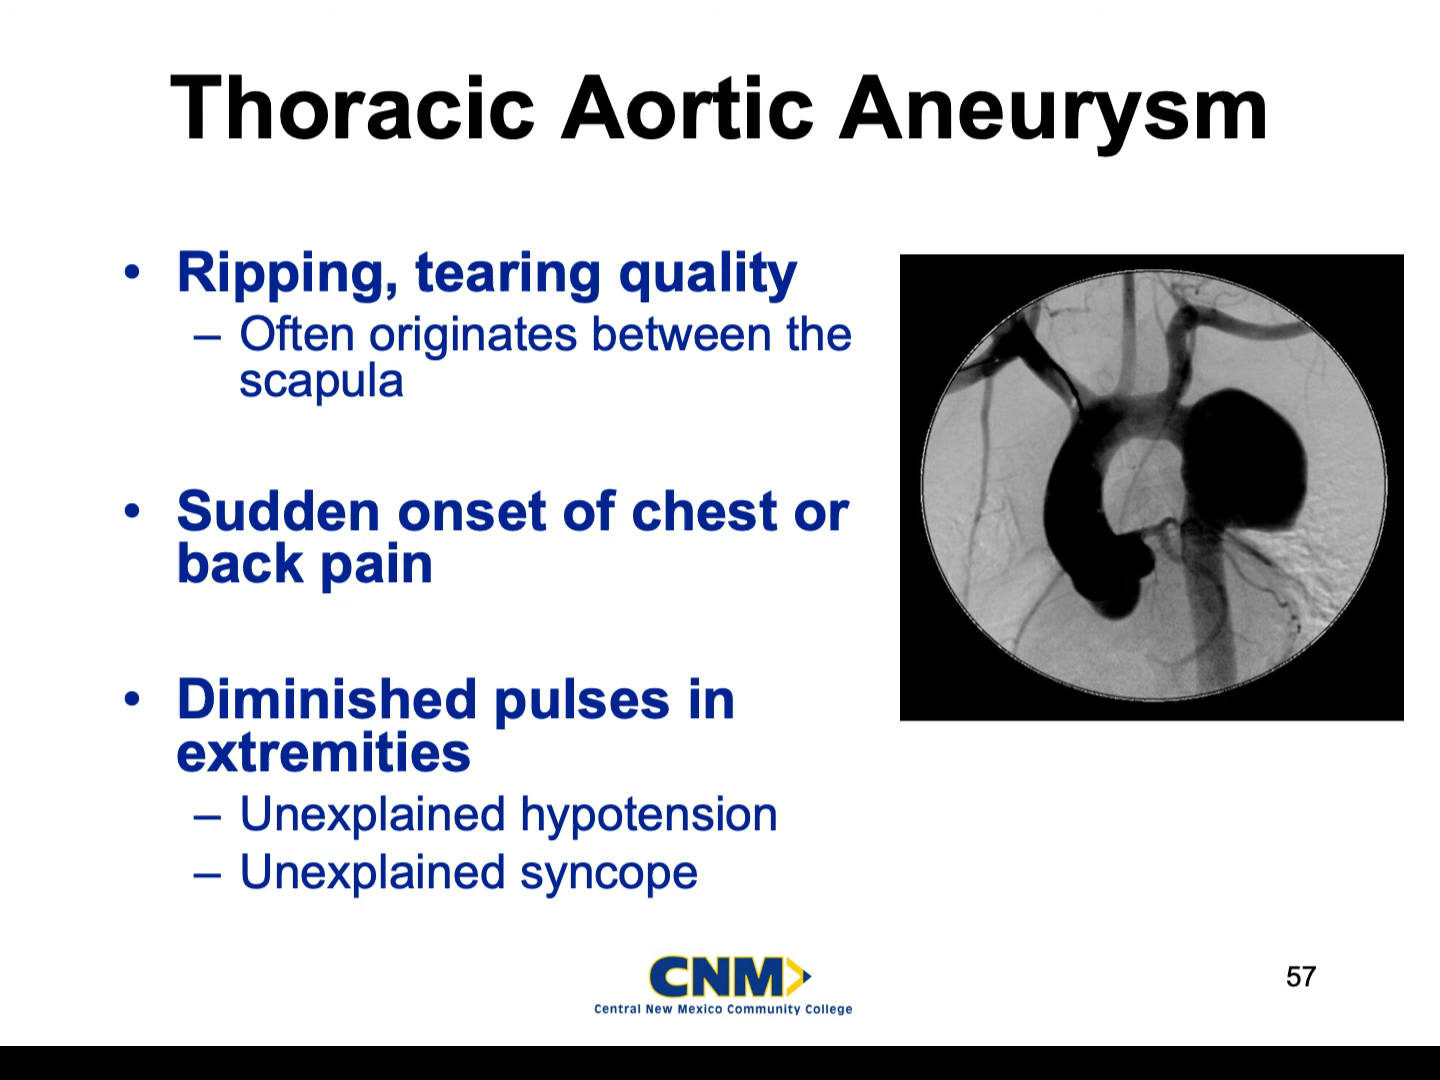 Thoracic Aortic Aneurysm
• Ripping, tearing quality
– Often originates between the
scapula
• Sudden onset of chest or
back pain
• Diminished pulses in
extremities
– Unexplained hypotension
– Unexplained syncope
CNM
Central New Mexico Community College
57